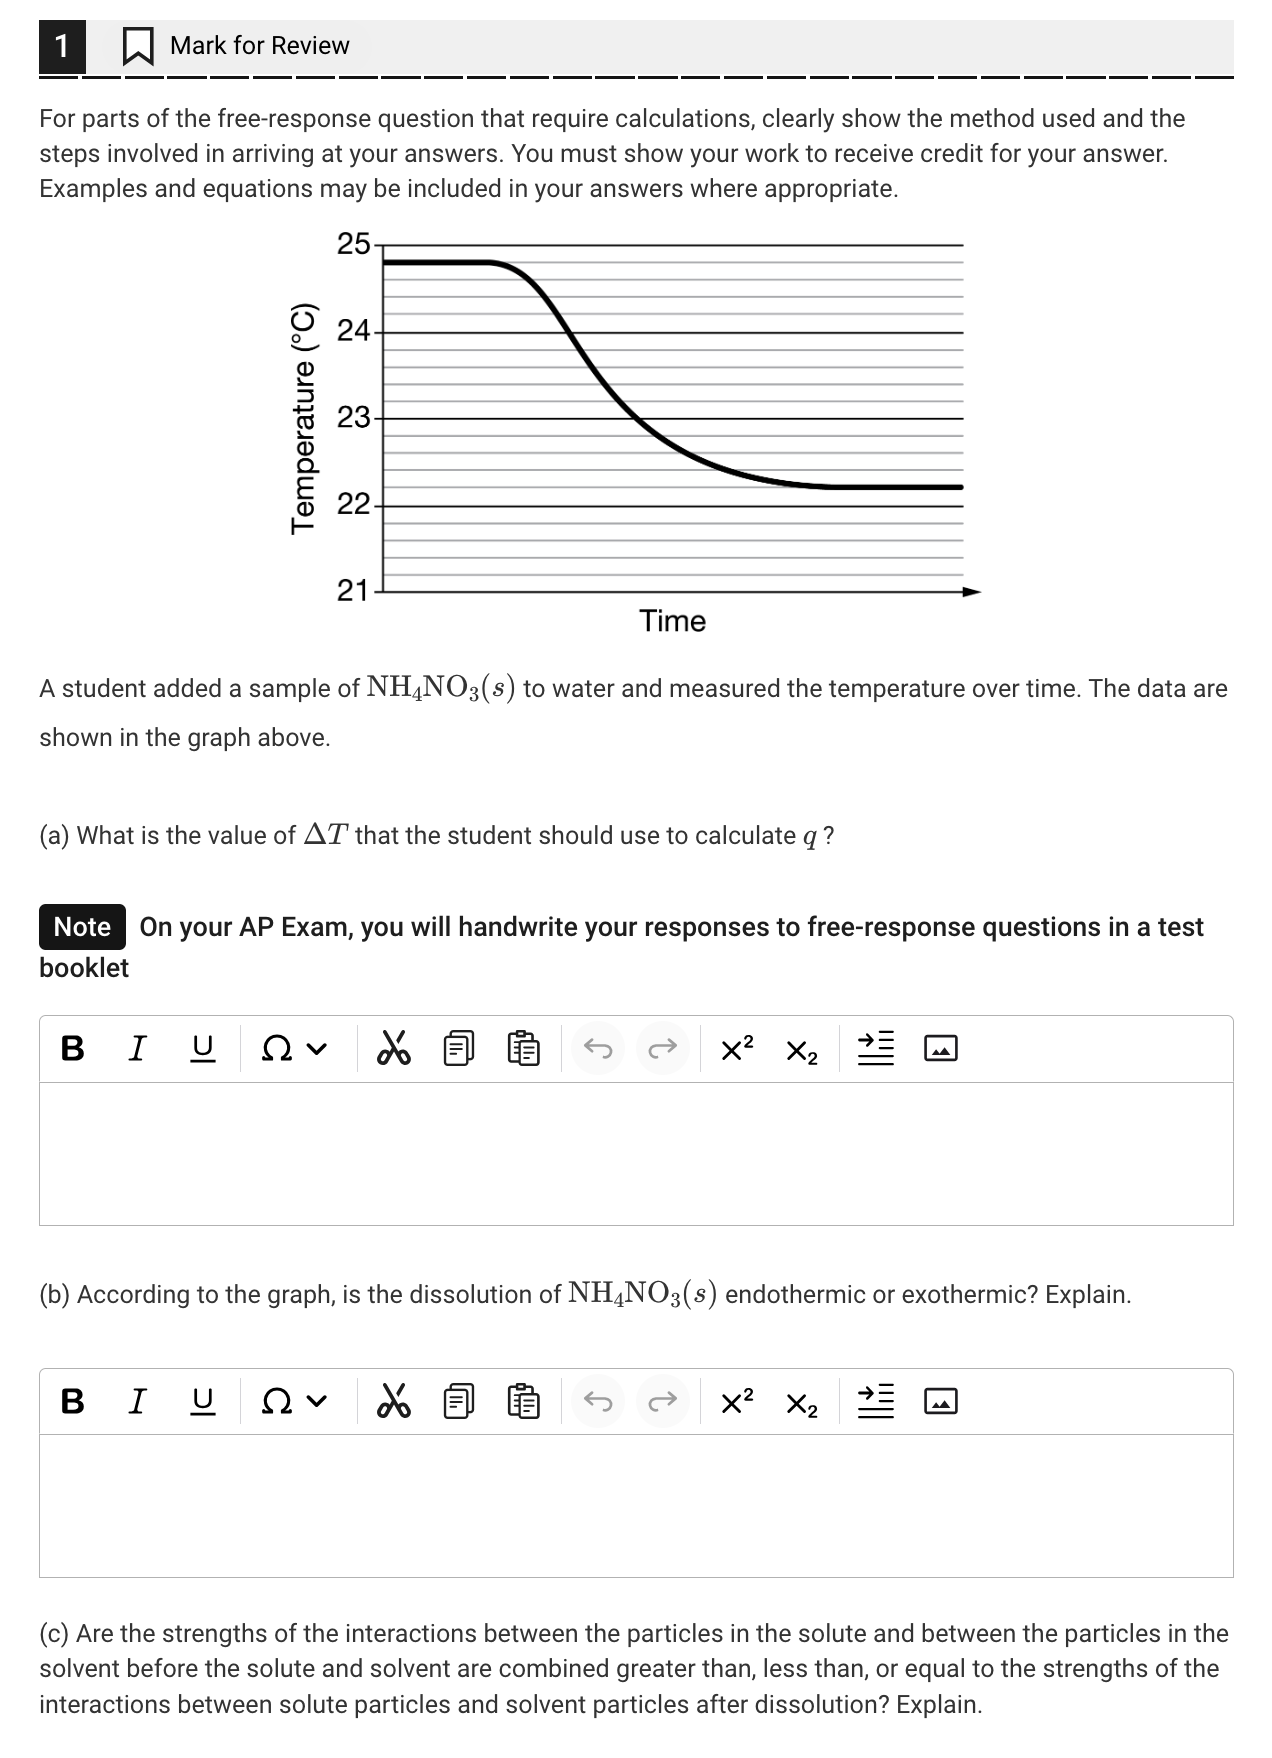 1 Mark for Review
For parts of the free-response question that require calculations, clearly show the method used and the
steps involved in arriving at your answers. You must show your work to receive credit for your answer.
Examples and equations may be included in your answers where appropriate.
25
24
23
22
21
Temperature (°C)
Time
A student added a sample of NH₄NO₃(s) to water and measured the temperature over time. The data are
shown in the graph above.
(a) What is the value of ΔT that the student should use to calculate q ?
Note On your AP Exam, you will handwrite your responses to free-response questions in a test
booklet
B I U Ω X² X₂
(b) According to the graph, is the dissolution of NH₄NO₃(s) endothermic or exothermic? Explain.
B I U Ω X² X₂
(c) Are the strengths of the interactions between the particles in the solute and between the particles in the
solvent before the solute and solvent are combined greater than, less than, or equal to the strengths of the
interactions between solute particles and solvent particles after dissolution? Explain.